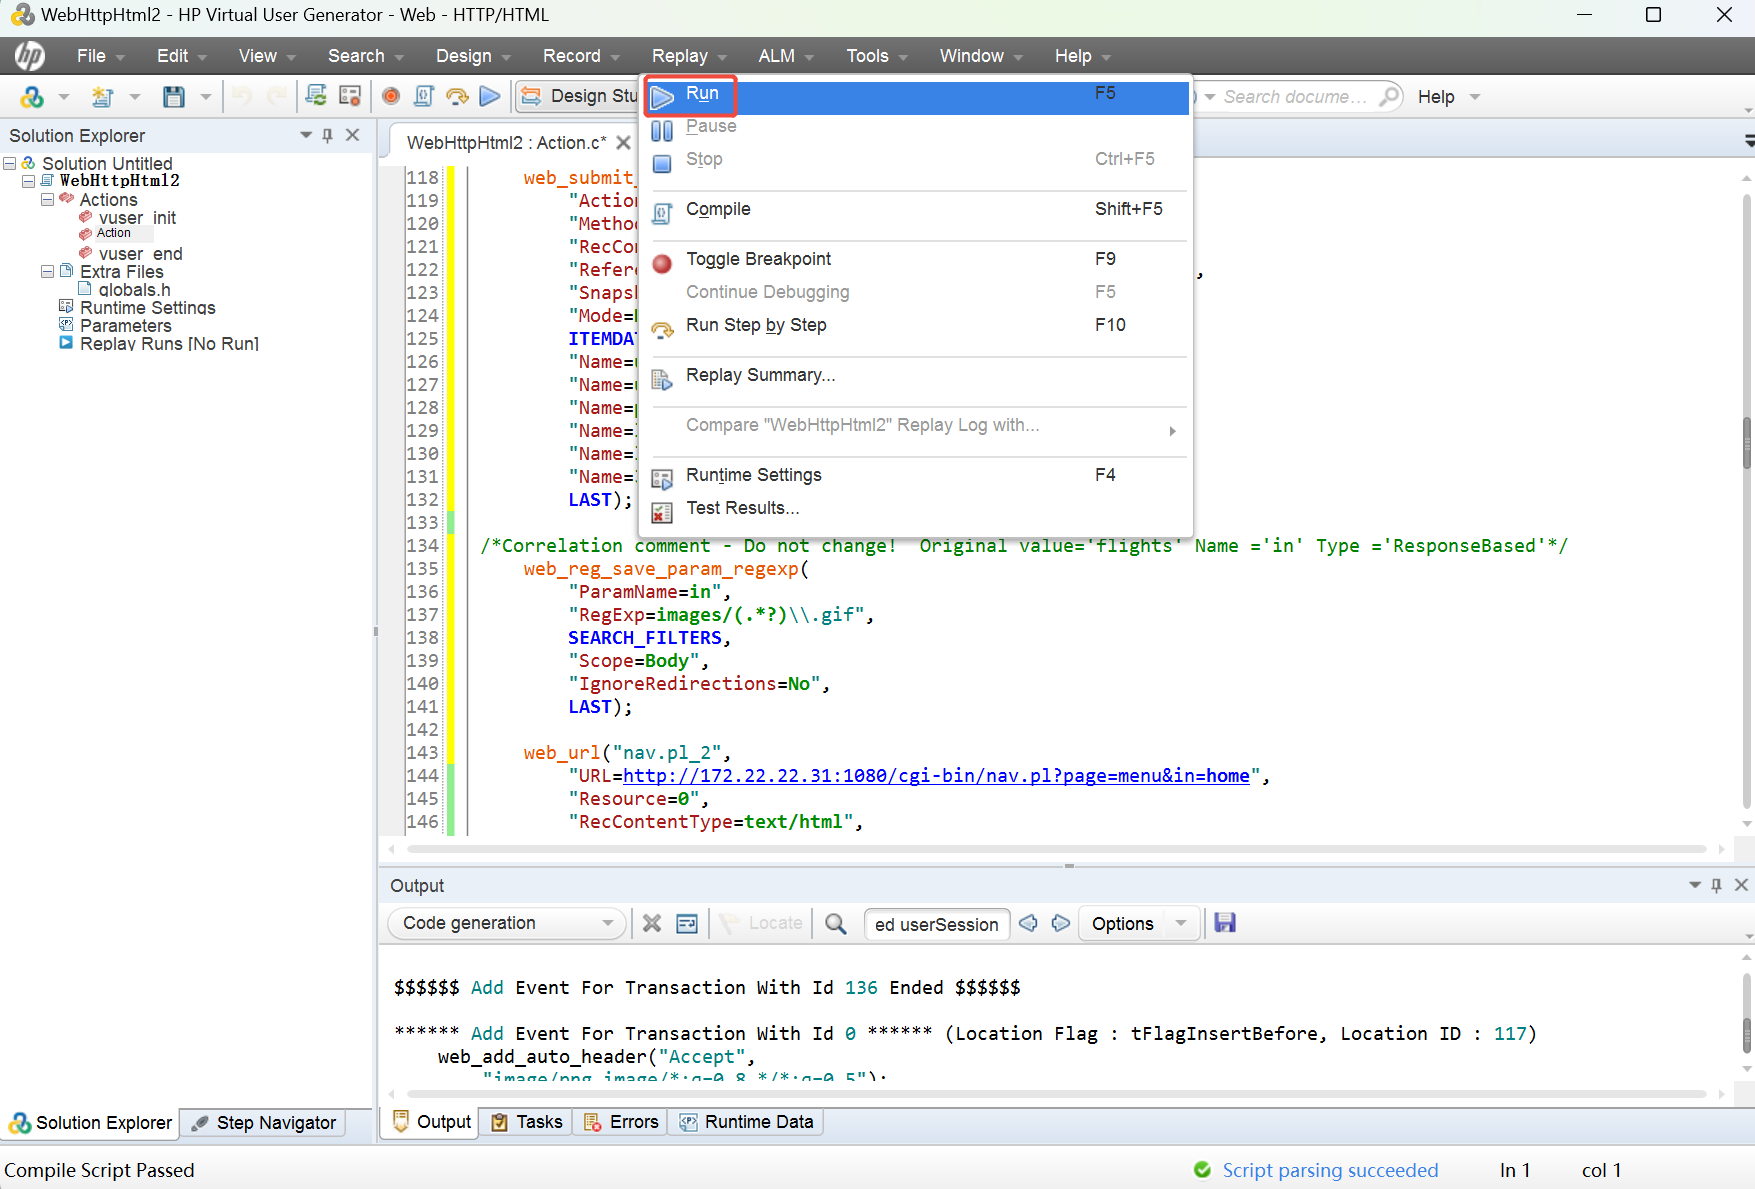 WebHttpHtml2 - HP Virtual User Generator - Web - HTTP/HTML
hp File Edit View Search Design Record Replay ALM Tools Window Help
Design Stu
Search docume... Help
Solution Explorer
Solution Untitled
WebHttpHtml2
Actions
vuser_init
Action
vuser_end
Extra Files
globals.h
Runtime Settings
Parameters
Replay Runs [No Run]
WebHttpHtml2 : Action.c*
Run F5
Pause
Stop Ctrl+F5
Compile Shift+F5
Toggle Breakpoint F9
Continue Debugging F5
Run Step by Step F10
Replay Summary...
Compare "WebHttpHtml2" Replay Log with...
Runtime Settings F4
Test Results...
118 web_submit_
119 "Action
120 "Metho
121 "RecCo
122 "Refer ,
123 "Snaps
124 "Mode=
125 ITEMDA
126 "Name=
127 "Name=
128 "Name=
129 "Name=
130 "Name=
131 "Name=
132 LAST);
133
134 /*Correlation comment - Do not change!  Original value='flights' Name ='in' Type ='ResponseBased'*/
135 web_reg_save_param_regexp(
136 "ParamName=in",
137 "RegExp=images/(.*?)\\.gif",
138 SEARCH_FILTERS,
139 "Scope=Body",
140 "IgnoreRedirections=No",
141 LAST);
142
143 web_url("nav.pl_2",
144 "URL=http://172.22.22.31:1080/cgi-bin/nav.pl?page=menu&in=home",
145 "Resource=0",
146 "RecContentType=text/html",
Output
Code generation Locate ed userSession Options
$$$$$$ Add Event For Transaction With Id 136 Ended $$$$$$
****** Add Event For Transaction With Id 0 ****** (Location Flag : tFlagInsertBefore, Location ID : 117)
web_add_auto_header("Accept",
"image/png,image/*;q=0.8,*/*;q=0.5");
Solution Explorer Step Navigator Output Tasks Errors Runtime Data
Compile Script Passed Script parsing succeeded ln 1 col 1